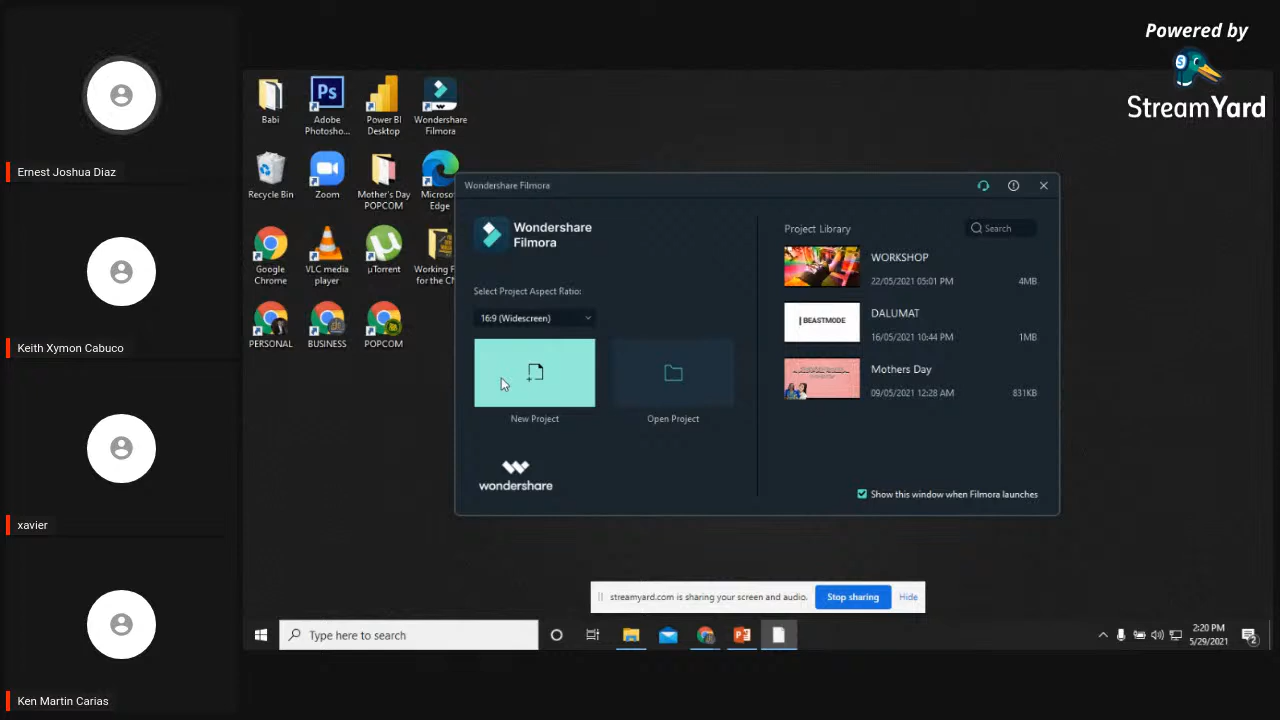 Powered by
StreamYard
Ernest Joshua Diaz
Keith Xymon Cabuco
xavier
Ken Martin Carias
Babi
Ps
Adobe
Photosho...
Power BI
Desktop
Wondershare
Filmora
Recycle Bin
Zoom
Mother's Day
POPCOM
Microso
Edge
Google
Chrome
VLC media
player
µTorrent
Working F
for the Ch
PERSONAL
BUSINESS
POPCOM
Wondershare Filmora
Wondershare
Filmora
Select Project Aspect Ratio:
16:9 (Widescreen)
New Project
Open Project
wondershare
Project Library
Search
WORKSHOP
22/05/2021 05:01 PM 4MB
BEASTMODE
DALUMAT
16/05/2021 10:44 PM 1MB
Mothers Day
09/05/2021 12:28 AM 831KB
Show this window when Filmora launches
streamyard.com is sharing your screen and audio.
Stop sharing
Hide
Type here to search
2:20 PM
5/29/2021
2